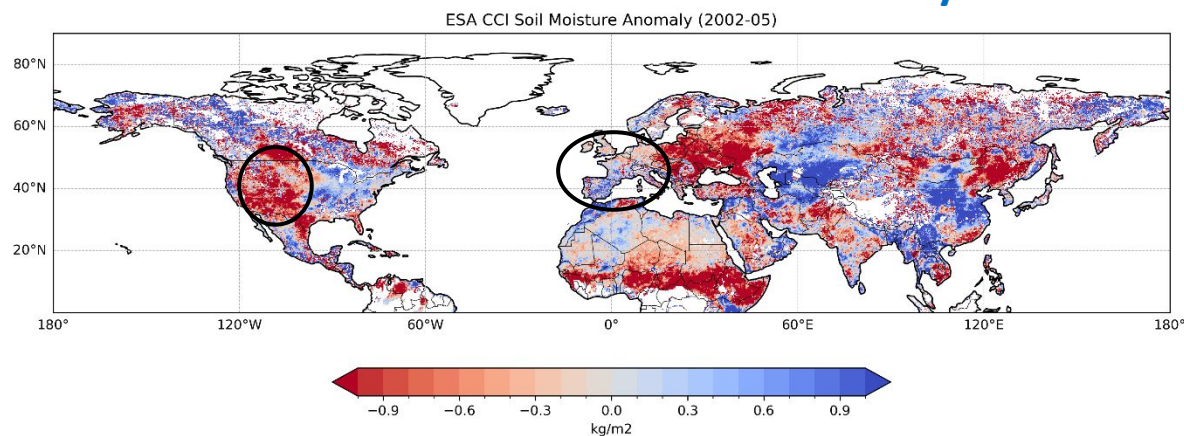 ESA CCI Soil Moisture Anomaly (2002-05)
80°N
60°N
40°N
20°N
180° 120°W 60°W 0° 60°E 120°E 180°
−0.9 −0.6 −0.3 0.0 0.3 0.6 0.9
kg/m2